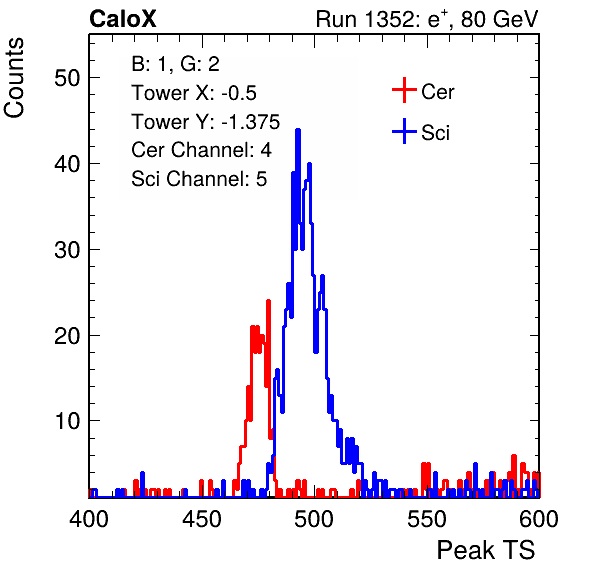 CaloX Run 1352: e⁺, 80 GeV
Counts
B: 1, G: 2
Tower X: -0.5
Tower Y: -1.375
Cer Channel: 4
Sci Channel: 5
Cer
Sci
50
40
30
20
10
400 450 500 550 600
Peak TS